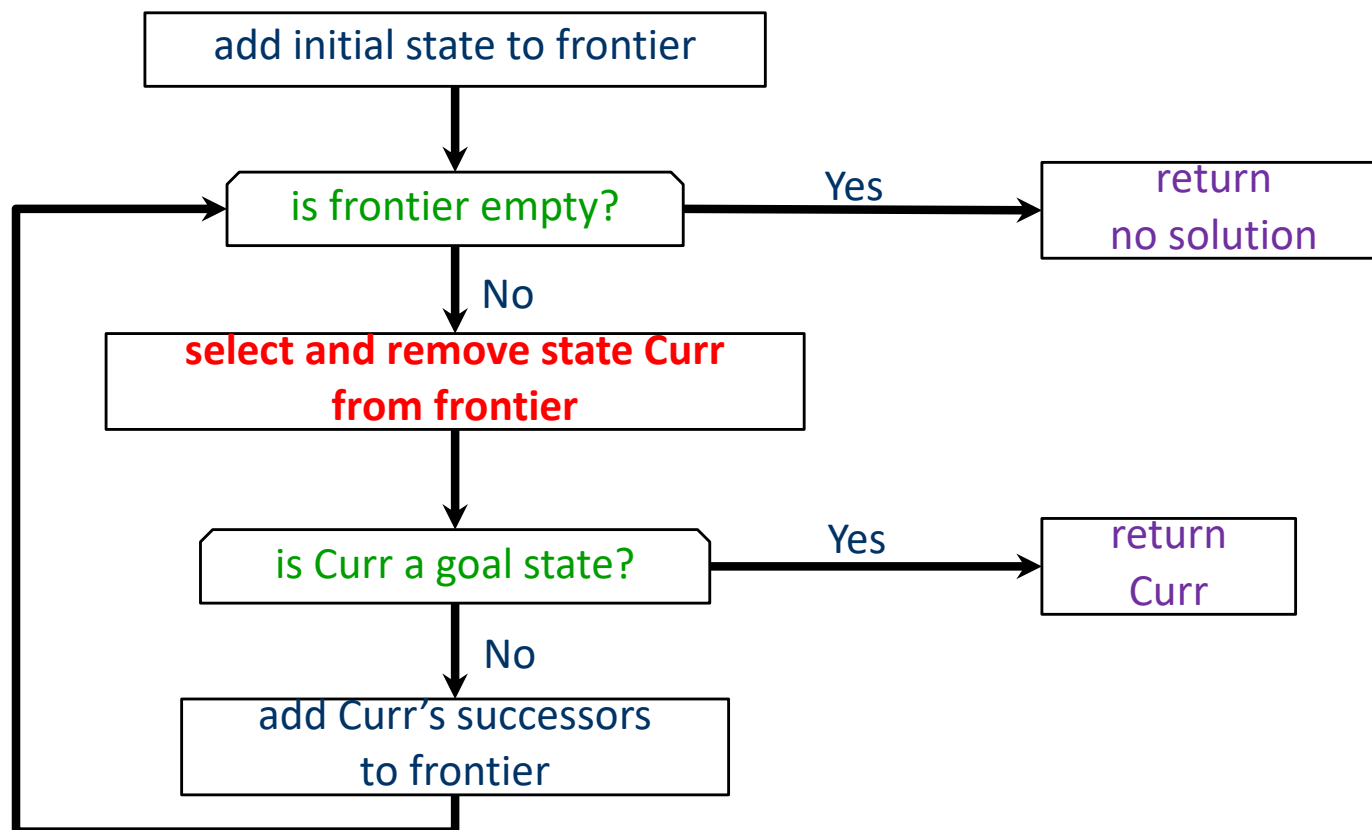 add initial state to frontier
is frontier empty?
Yes
return
no solution
No
select and remove state Curr
from frontier
is Curr a goal state?
Yes
return
Curr
No
add Curr’s successors
to frontier